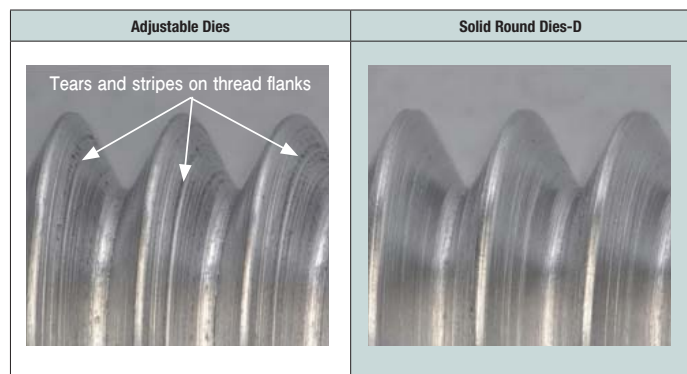 Adjustable Dies
Solid Round Dies-D
Tears and stripes on thread flanks